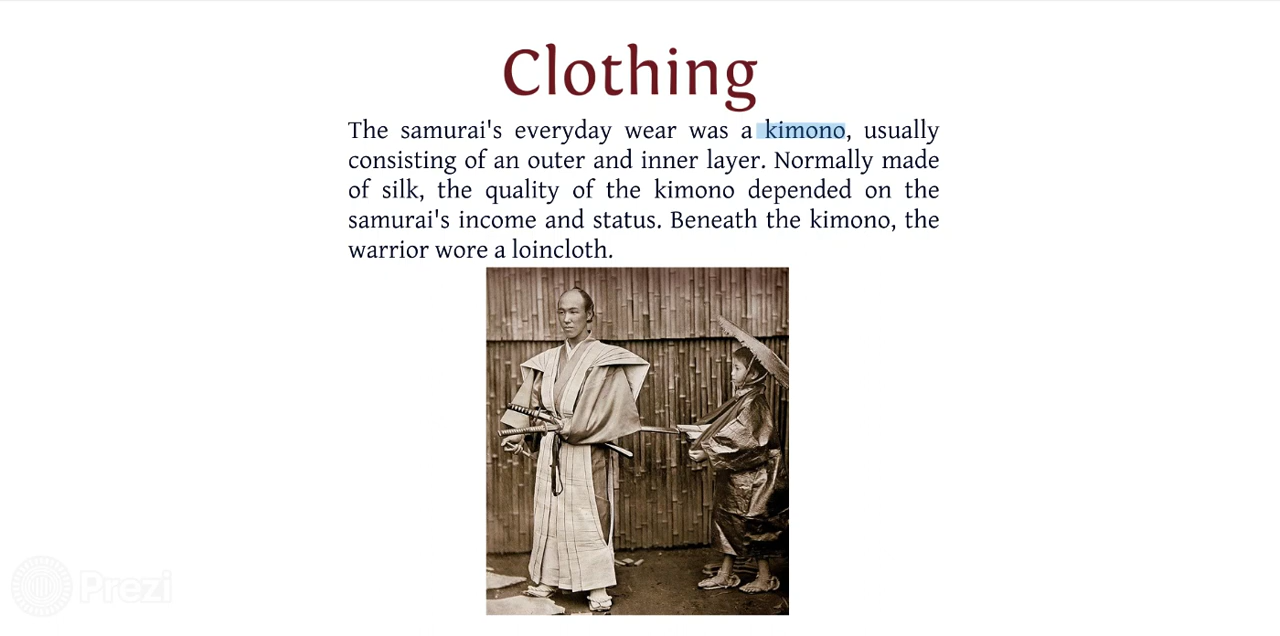 Clothing
The samurai's everyday wear was a kimono, usually
consisting of an outer and inner layer. Normally made
of silk, the quality of the kimono depended on the
samurai's income and status. Beneath the kimono, the
warrior wore a loincloth.
Prezi